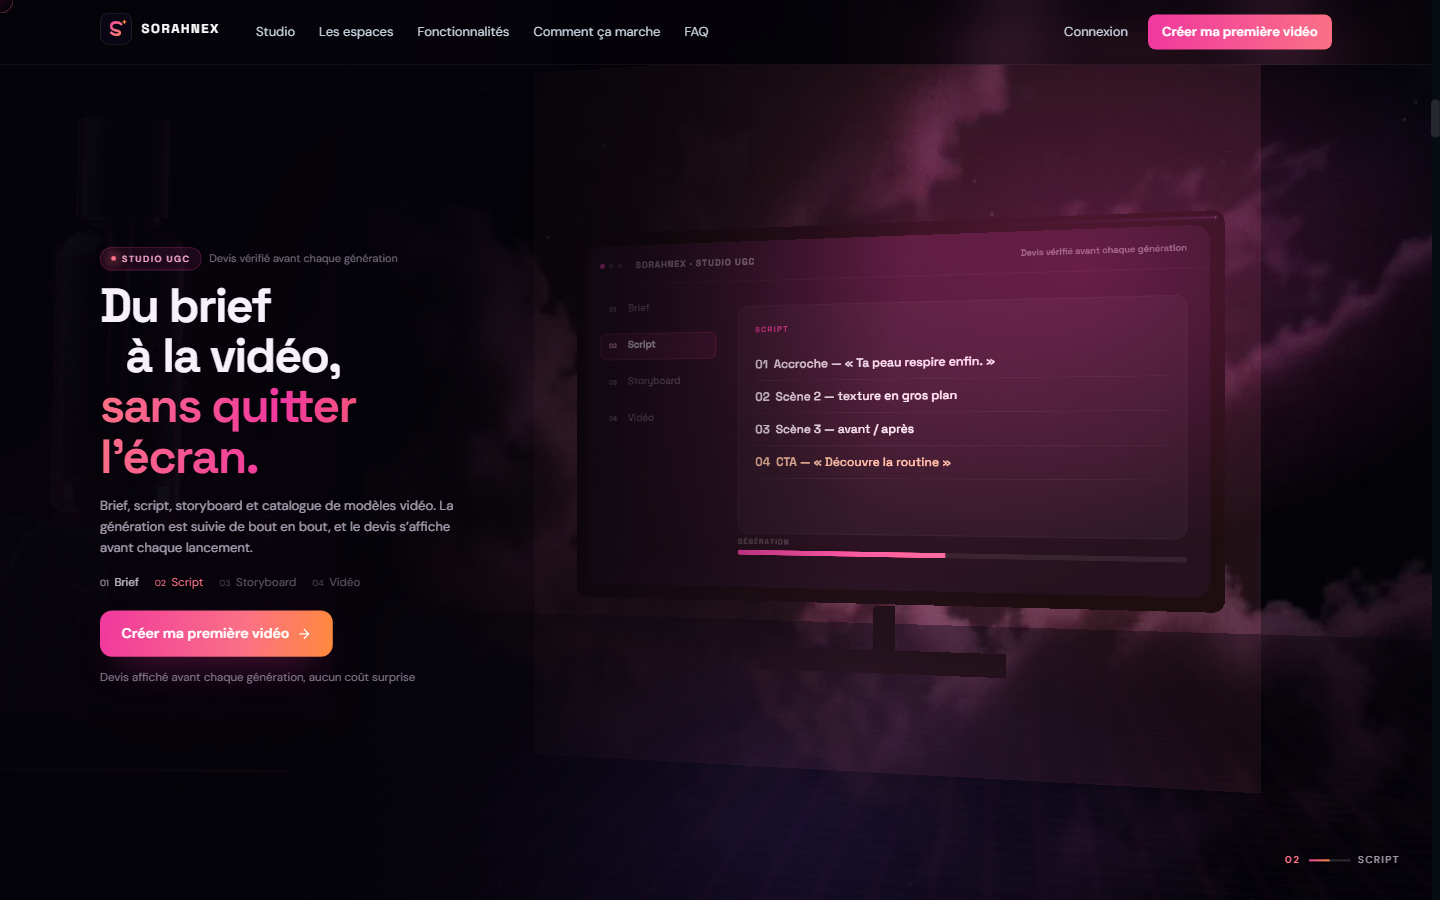 SORAHNEX
Studio
Les espaces
Fonctionnalités
Comment ça marche
FAQ
Connexion
Créer ma première vidéo
STUDIO UGC
Devis vérifié avant chaque génération
Du brief
à la vidéo,
sans quitter
l’écran.
Brief, script, storyboard et catalogue de modèles vidéo. La
génération est suivie de bout en bout, et le devis s’affiche
avant chaque lancement.
01 Brief
02 Script
03 Storyboard
04 Vidéo
Créer ma première vidéo →
Devis affiché avant chaque génération, aucun coût surprise
SORAHNEX - STUDIO UGC
Devis vérifié avant chaque génération
01 Brief
02 Script
03 Storyboard
04 Vidéo
SCRIPT
01 Accroche — « Ta peau respire enfin. »
02 Scène 2 — texture en gros plan
03 Scène 3 — avant / après
04 CTA — « Découvre la routine »
GÉNÉRATION
02 SCRIPT